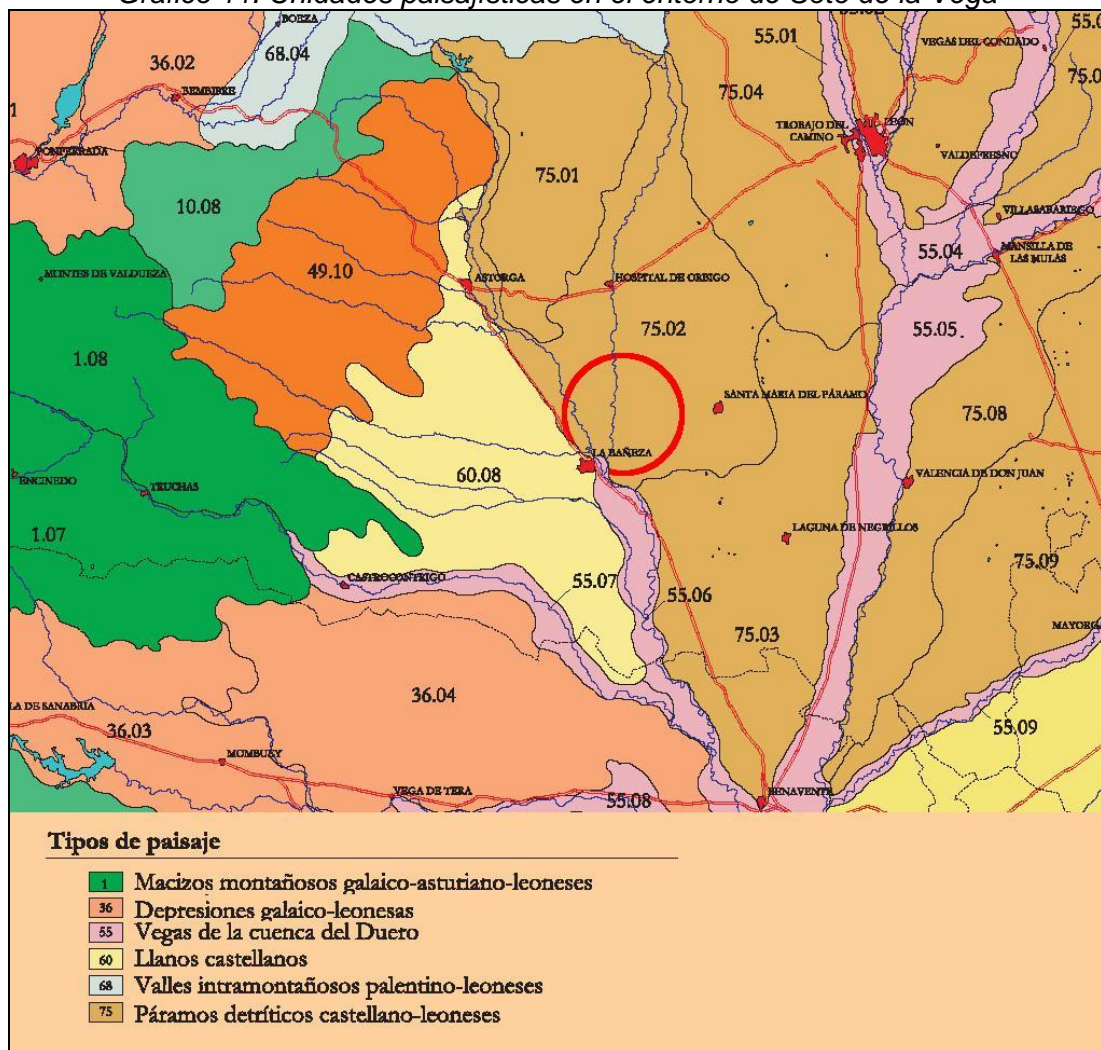 Gráfico 11. Unidades paisajísticas en el entorno de Soto de la Vega
BOEZA
68.04
36.02
BEMBIBRE
PONFERRADA
10.08
49.10
MONTES DE VALDUEZA
1.08
ENCINEDO
TRUCHAS
1.07
55.01
VEGAS DEL CONDADO
75.04
TROBAJO DEL
CAMINO
LEON
VALDEFRESNO
75.01
VILLASABARIEGO
55.04
MANSILLA DE
LAS MULAS
ASTORGA
HOSPITAL DE ORBIGO
75.02
55.05
SANTA MARIA DEL PÁRAMO
75.08
LA BAÑEZA
60.08
VALENCIA DE DON JUAN
LAGUNA DE NEGRILLOS
75.09
CASTROCONTRIGO
55.07
55.06
75.03
MAYORGA
36.04
LA DE SANABRIA
36.03
MOMBUEY
55.09
VEGA DE TERA
55.08
BENAVENTE
Tipos de paisaje
1 Macizos montañosos galaico-asturiano-leoneses
36 Depresiones galaico-leonesas
55 Vegas de la cuenca del Duero
60 Llanos castellanos
68 Valles intramontañosos palentino-leoneses
75 Páramos detríticos castellano-leoneses